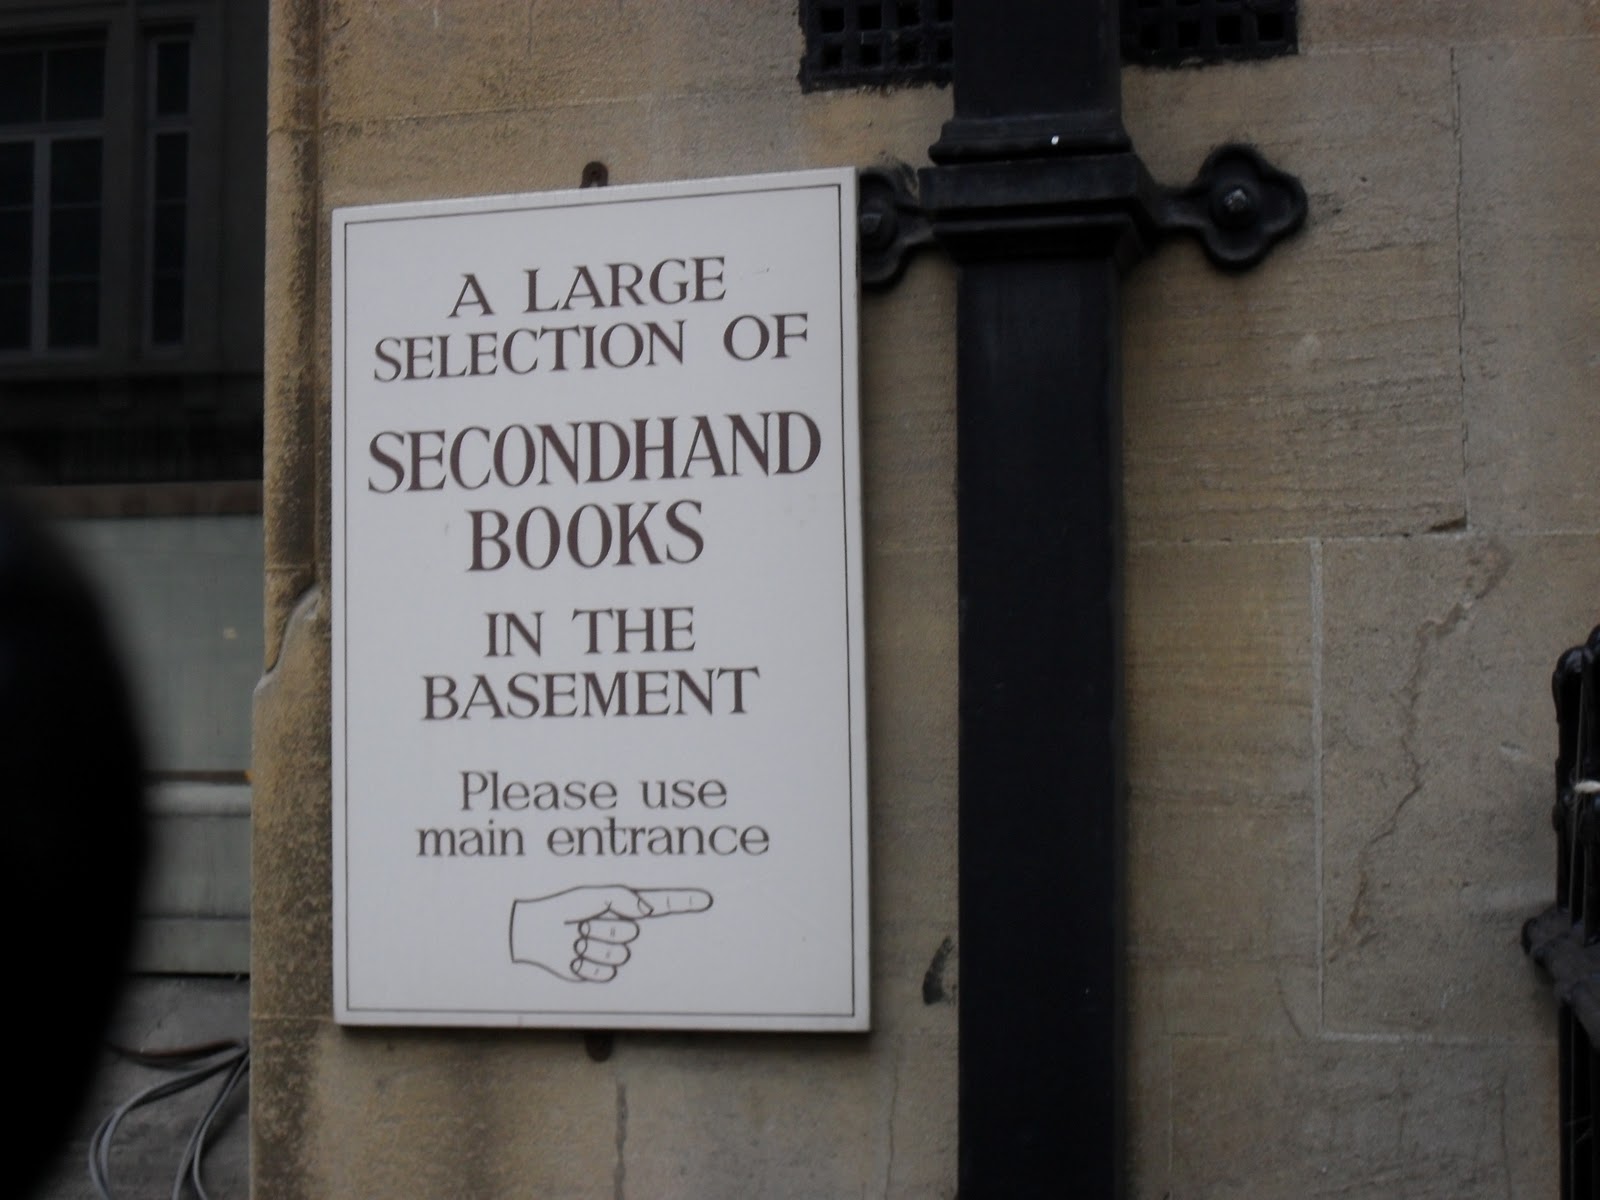 A LARGE
SELECTION OF
SECONDHAND
BOOKS
IN THE
BASEMENT
Please use
main entrance